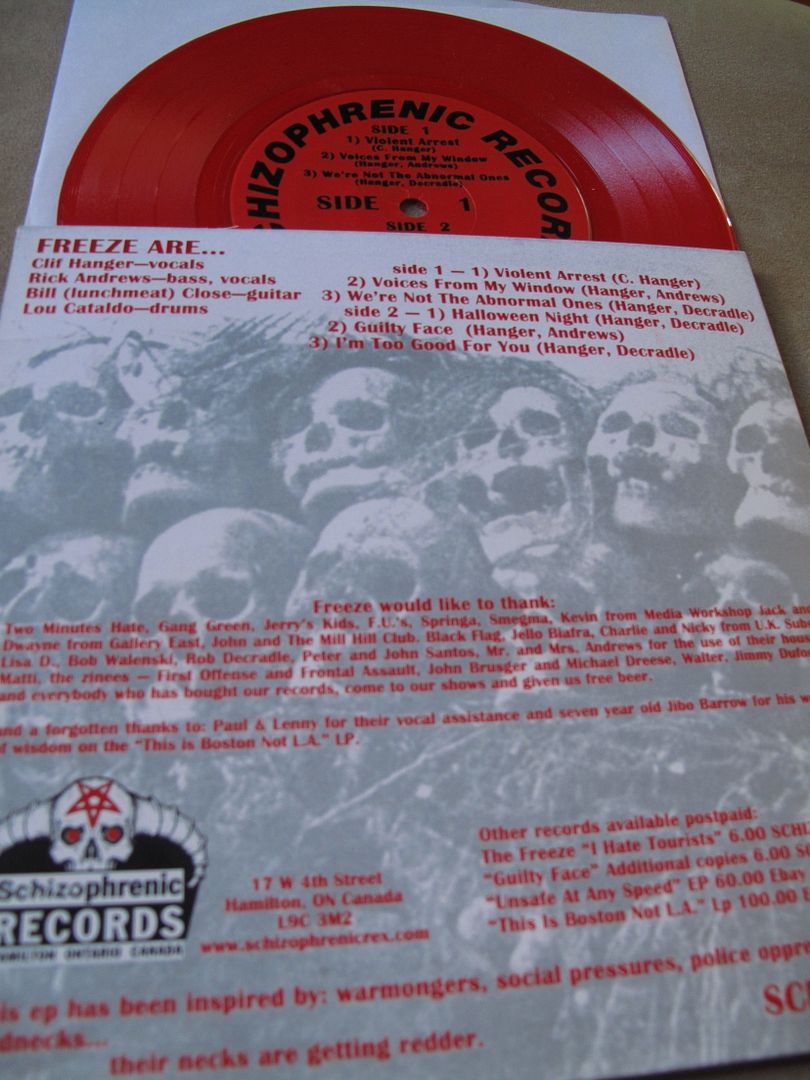 SCHIZOPHRENIC RECOR
SIDE 1
1) Violent Arrest
(C. Hanger)
2) Voices From My Window
(Hanger, Andrews)
3) We're Not The Abnormal Ones
(Hanger, Decradle)
SIDE 1
SIDE 2
FREEZE ARE...
Clif Hanger—vocals
Rick Andrews—bass, vocals
Bill (lunchmeat) Close—guitar
Lou Cataldo—drums
side 1 — 1) Violent Arrest (C. Hanger)
2) Voices From My Window (Hanger, Andrews)
3) We're Not The Abnormal Ones (Hanger, Decradle)
side 2 — 1) Halloween Night (Hanger, Decradle)
2) Guilty Face (Hanger, Andrews)
3) I'm Too Good For You (Hanger, Decradle)
Freeze would like to thank:
Two Minutes Hate, Gang Green, Jerry's Kids, F.U.'s, Springa, Smegma, Kevin from Media Workshop Jack an
Dwayne from Gallery East, John and The Mill Hill Club. Black Flag, Jello Biafra, Charlie and Nicky from U.K. Sub
Lisa D., Bob Walenski, Rob Decradle, Peter and John Santos, Mr. and Mrs. Andrews for the use of their hou
Matti, the zinees — First Offense and Frontal Assault, John Brusger and Michael Dreese, Walter, Jimmy Dufo
and everybody who has bought our records, come to our shows and given us free beer.
nd a forgotten thanks to: Paul & Lenny for their vocal assistance and seven year old Jibo Barrow for his w
f wisdom on the "This is Boston Not L.A." LP.
Schizophrenic
RECORDS
HAMILTON ONTARIO CANADA
17 W 4th Street
Hamilton, ON Canada
L9C 3M2
www.schizophrenicrex.com
Other records available postpaid:
The Freeze "I Hate Tourists" 6.00 SCHI
"Guilty Face" Additional copies 6.00 SC
"Unsafe At Any Speed" EP 60.00 Ebay
"This Is Boston Not L.A." Lp 100.00
is ep has been inspired by: warmongers, social pressures, police oppre
dnecks...
their necks are getting redder.
SC